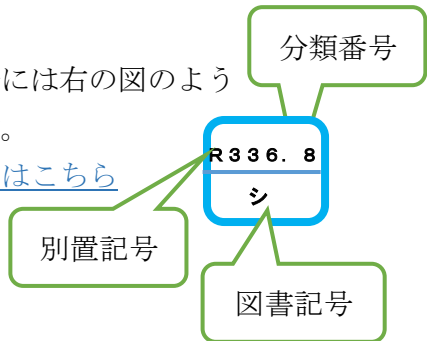 分類番号
には右の図のよう
。
はこちら
R336. 8
シ
別置記号
図書記号